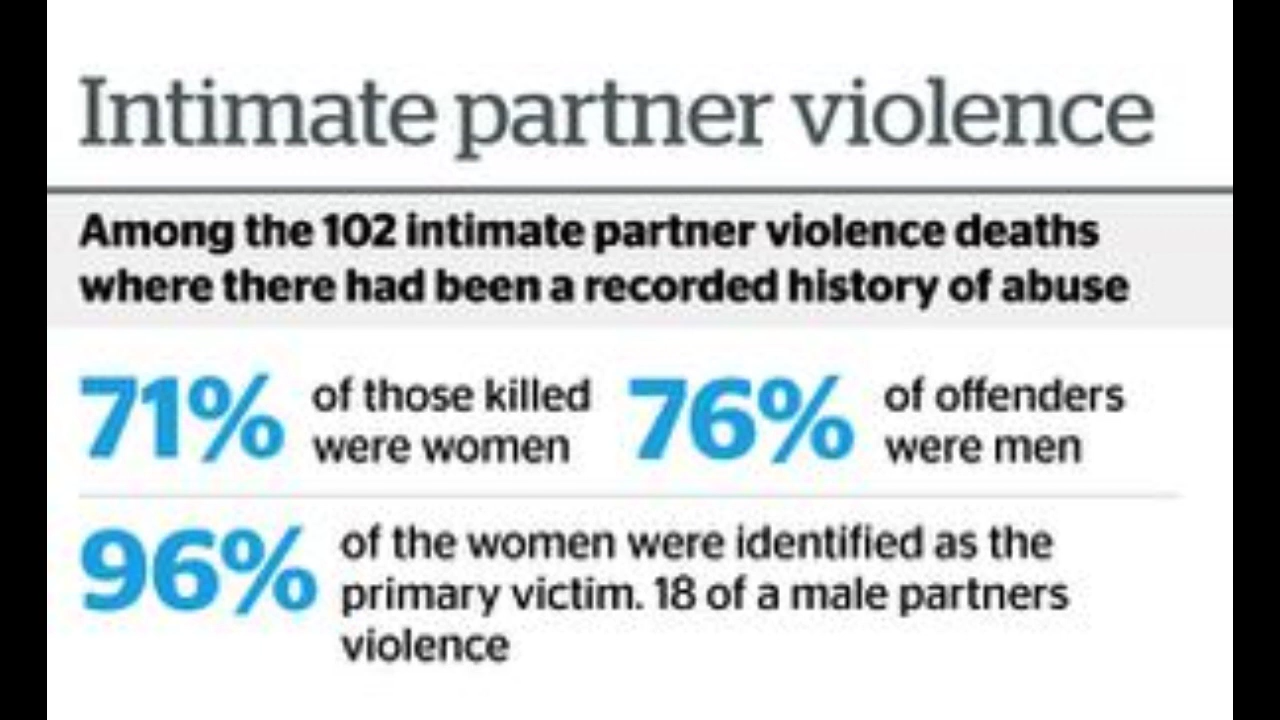 Intimate partner violence
Among the 102 intimate partner violence deaths
where there had been a recorded history of abuse
71% of those killed were women
76% of offenders were men
96% of the women were identified as the
primary victim. 18 of a male partners
violence